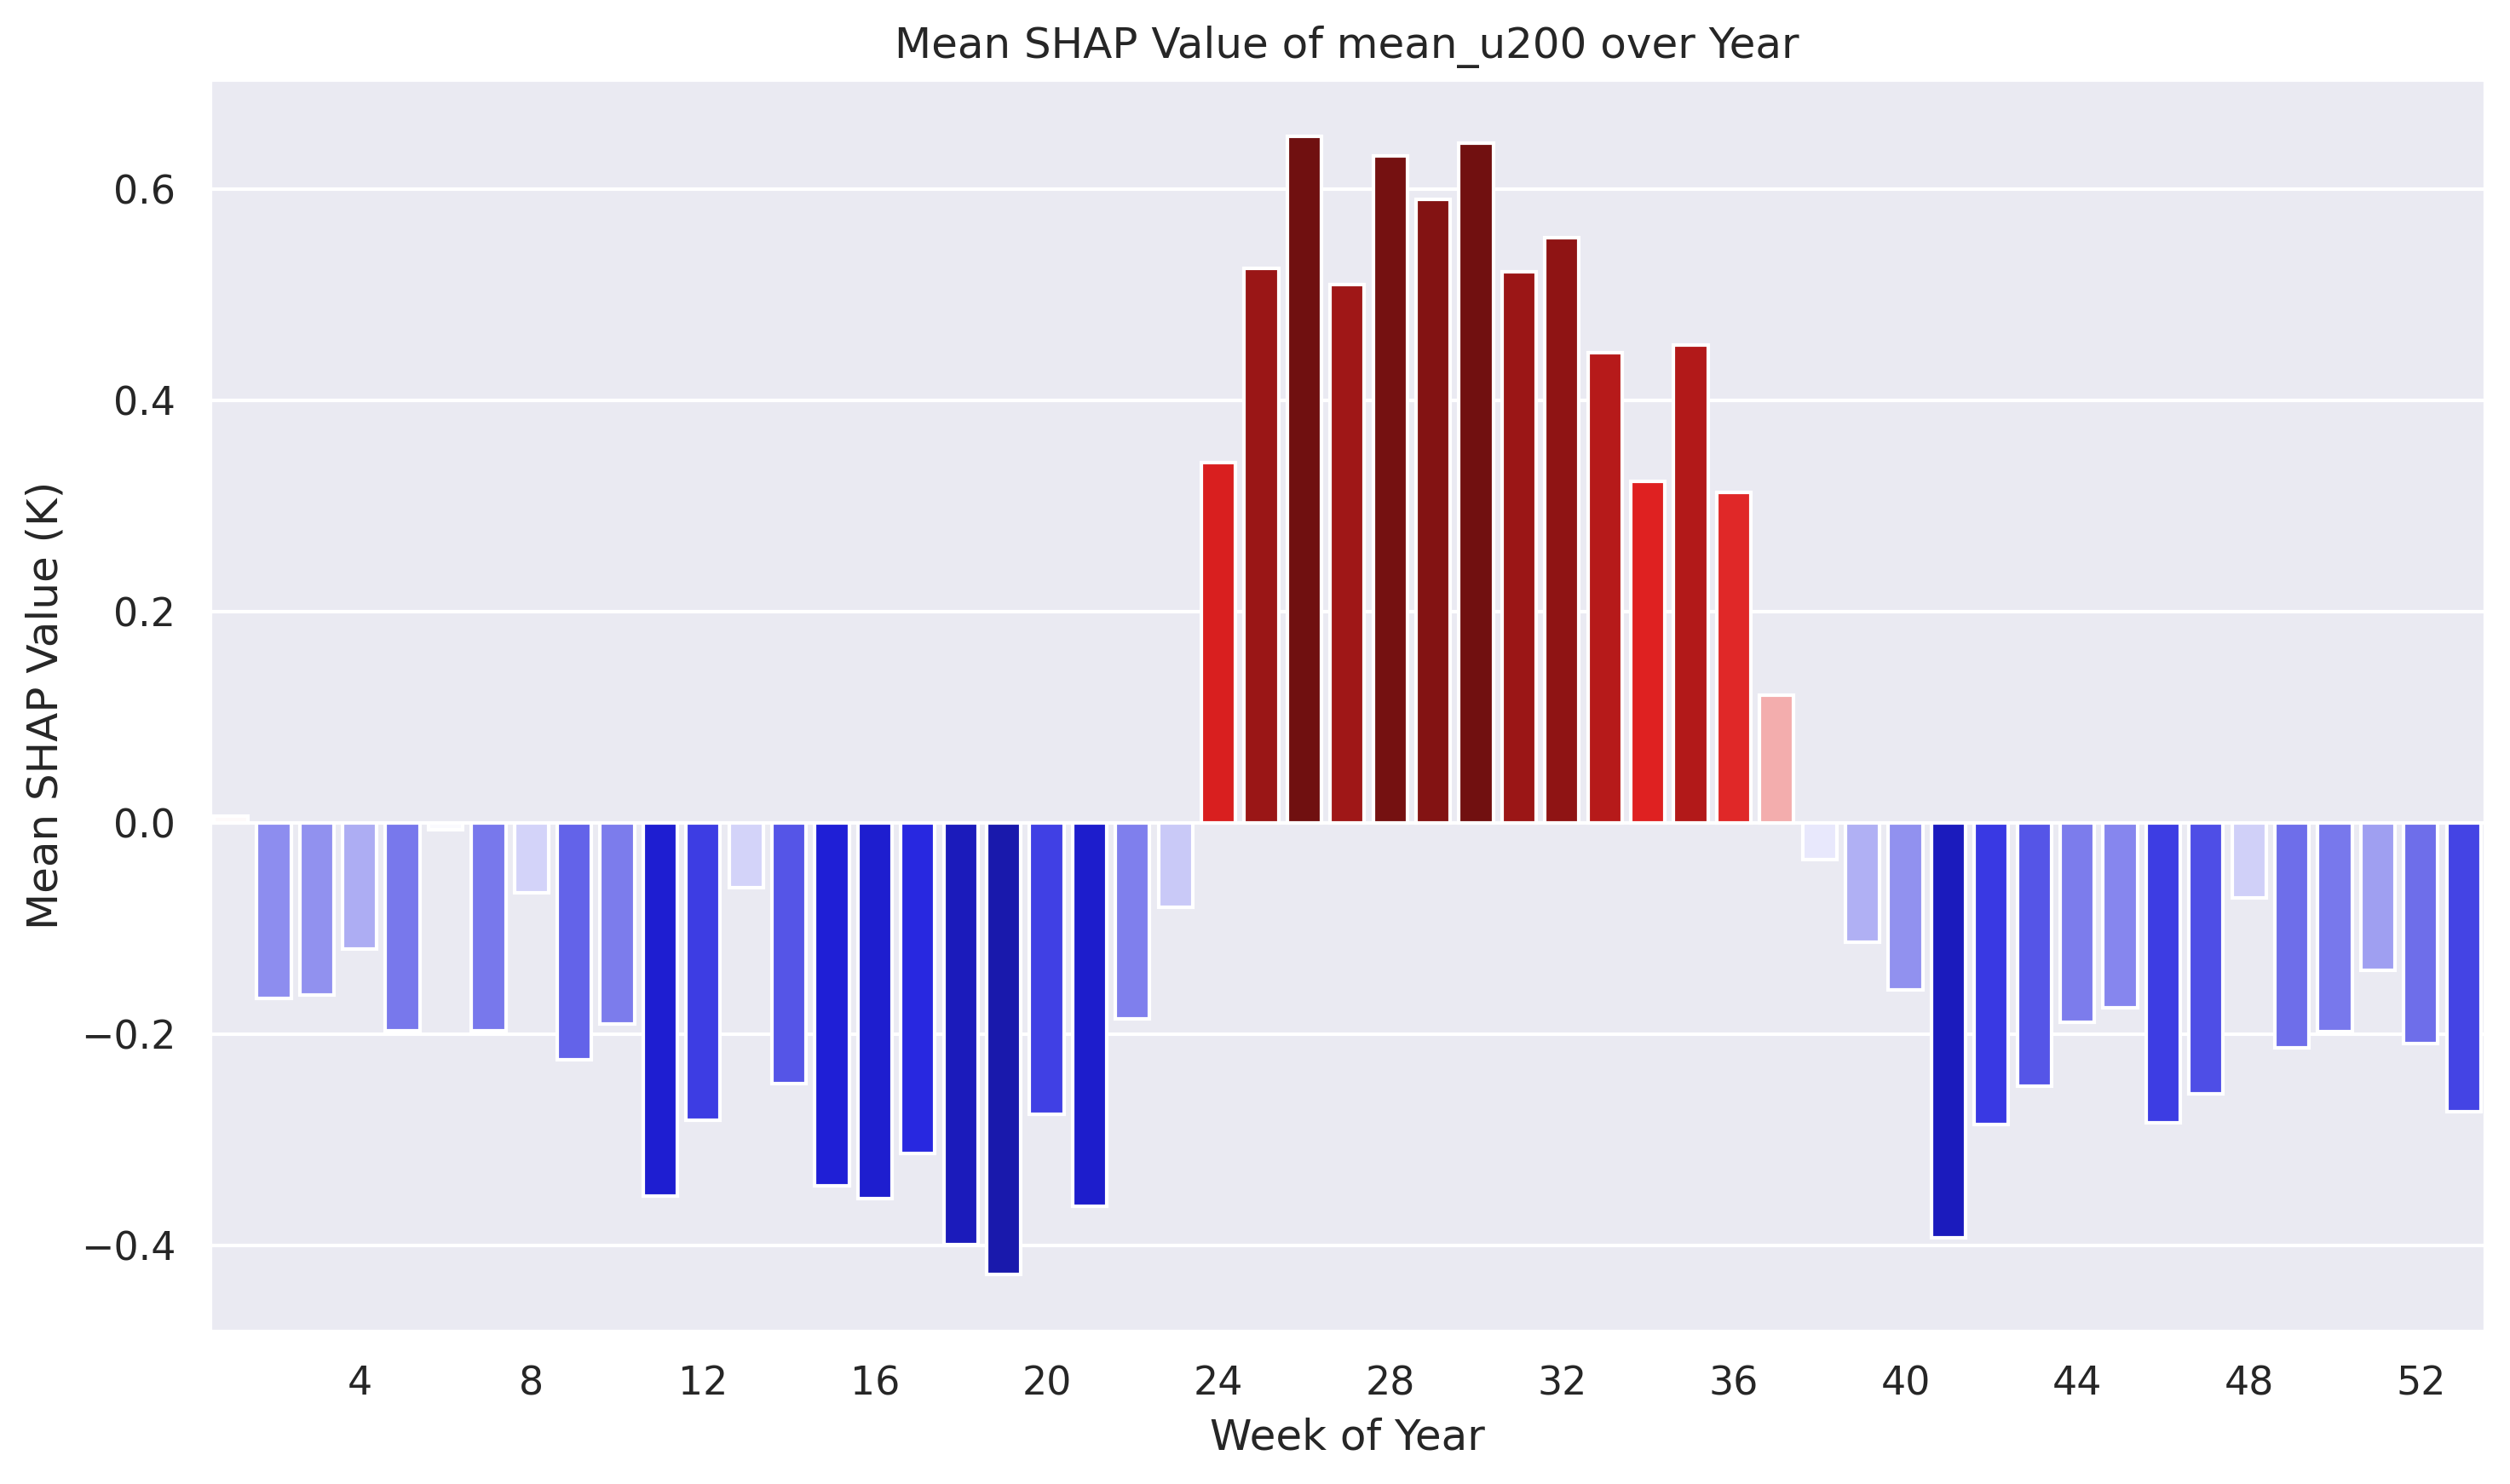 Mean SHAP Value of mean_u200 over Year
Mean SHAP Value (K)
0.6
0.4
0.2
0.0
−0.2
−0.4
4 8 12 16 20 24 28 32 36 40 44 48 52
Week of Year